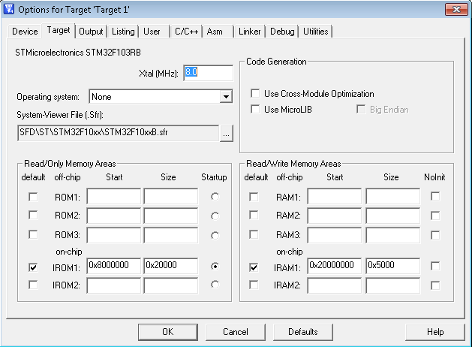 Options for Target 'Target 1'
Device Target Output Listing User C/C++ Asm Linker Debug Utilities
STMicroelectronics STM32F103RB
Xtal (MHz): 8.0
Operating system: None
System-Viewer File (.Sfr):
SFD\ST\STM32F10xx\STM32F10xxB.sfr ...
Code Generation
Use Cross-Module Optimization
Use MicroLIB Big Endian
Read/Only Memory Areas
default off-chip Start Size Startup
ROM1:
ROM2:
ROM3:
on-chip
IROM1: 0x8000000 0x20000
IROM2:
Read/Write Memory Areas
default off-chip Start Size NoInit
RAM1:
RAM2:
RAM3:
on-chip
IRAM1: 0x20000000 0x5000
IRAM2:
OK Cancel Defaults Help